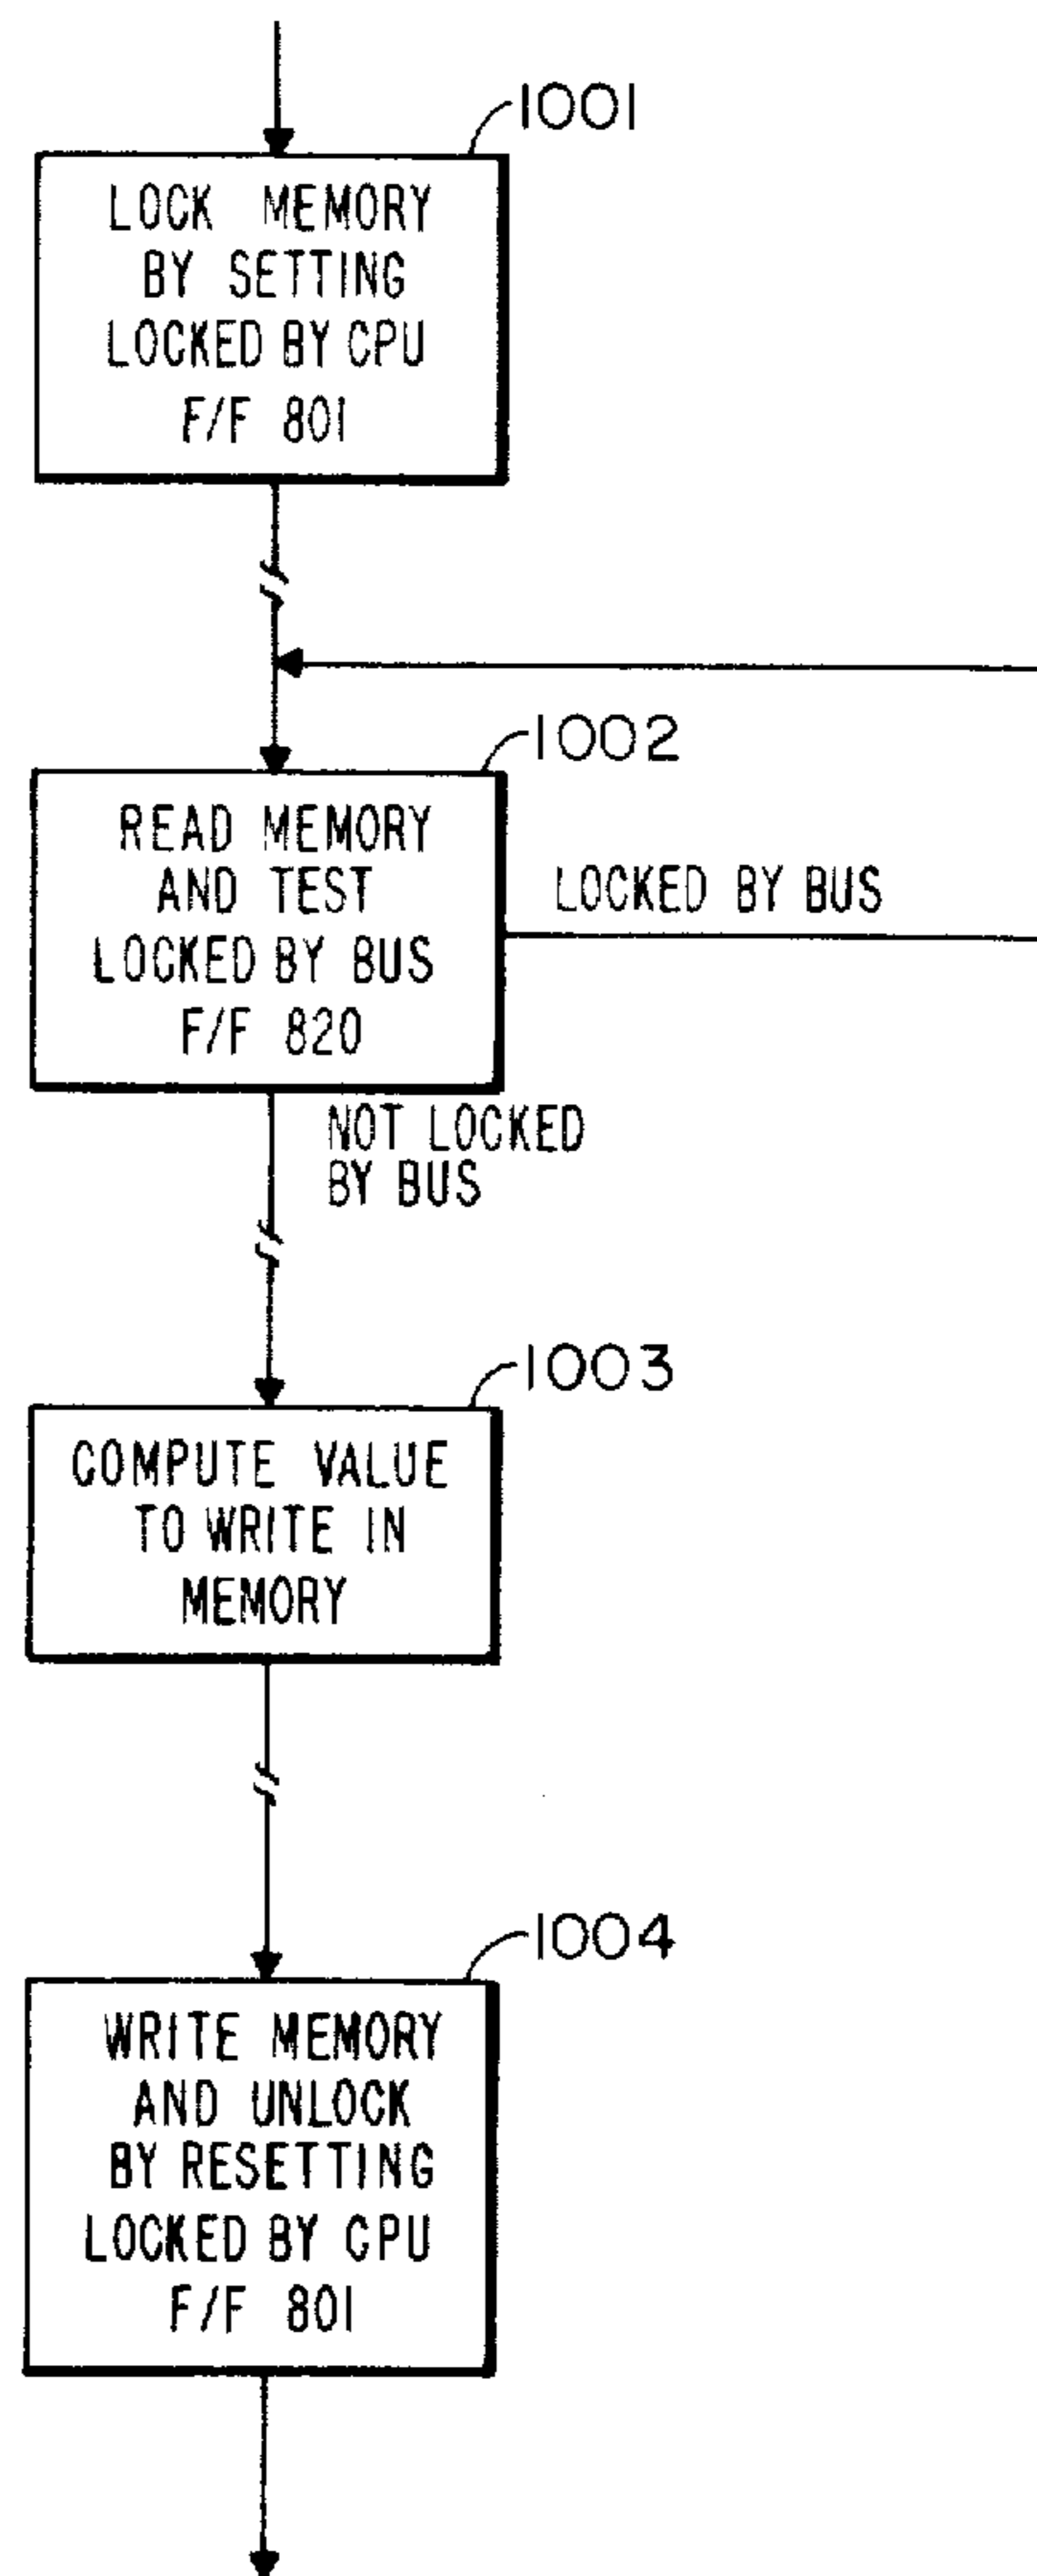 1001
LOCK MEMORY
BY SETTING
LOCKED BY CPU
F/F 801
1002
READ MEMORY
AND TEST
LOCKED BY BUS
F/F 820
LOCKED BY BUS
NOT LOCKED
BY BUS
1003
COMPUTE VALUE
TO WRITE IN
MEMORY
1004
WRITE MEMORY
AND UNLOCK
BY RESETTING
LOCKED BY CPU
F/F 801